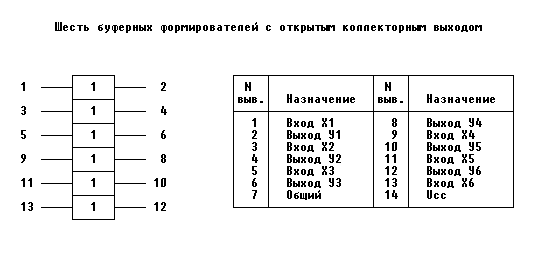 Шесть буферных формирователей с открытым коллекторным выходом
1 1 2
3 1 4
5 1 6
9 1 8
11 1 10
13 1 12
N выв. Назначение N выв. Назначение
1 Вход X1 8 Выход У4
2 Выход У1 9 Вход X4
3 Вход X2 10 Выход У5
4 Выход У2 11 Вход X5
5 Вход X3 12 Выход У6
6 Выход У3 13 Вход X6
7 Общий 14 Ucc